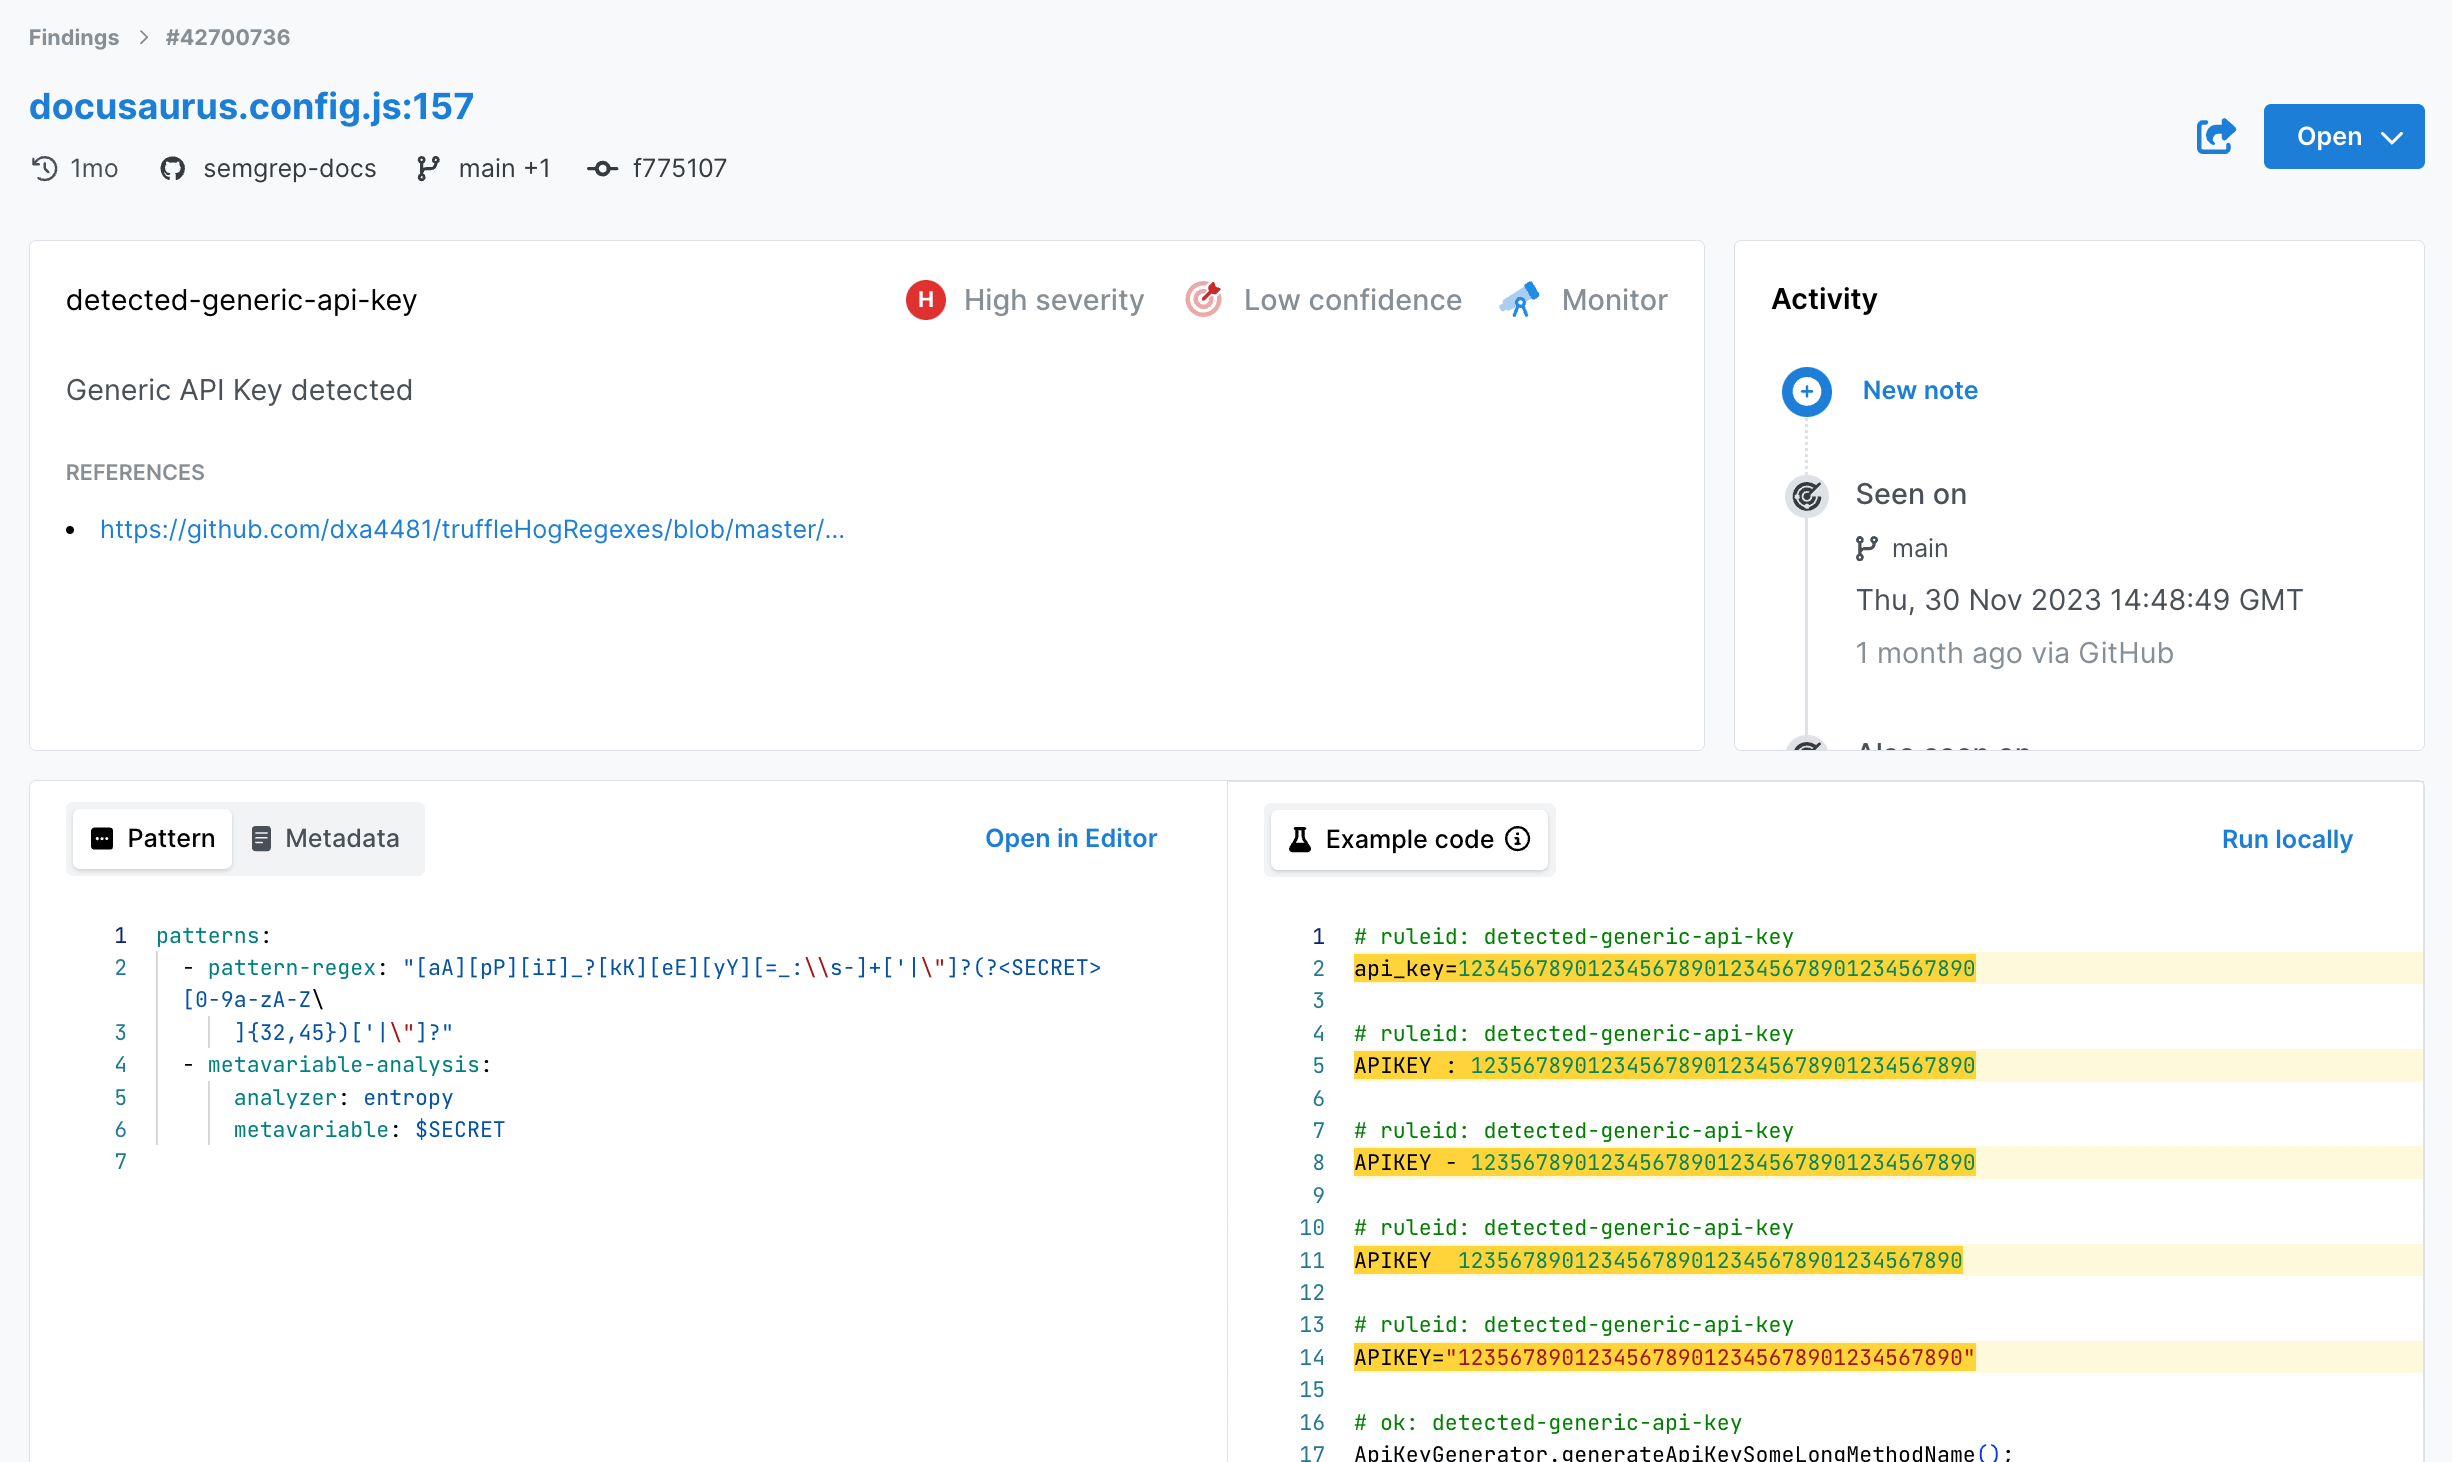 Findings > #42700736
docusaurus.config.js:157
1mo semgrep-docs main +1 f775107
Open
detected-generic-api-key
H High severity Low confidence Monitor
Generic API Key detected
REFERENCES
• https://github.com/dxa4481/truffleHogRegexes/blob/master/...
Activity
New note
Seen on
main
Thu, 30 Nov 2023 14:48:49 GMT
1 month ago via GitHub
Also seen on
Pattern Metadata Open in Editor
1 patterns:
2 - pattern-regex: "[aA][pP][iI]_?[kK][eE][yY][=_:\\s-]+['|\"]?(?<SECRET>
[0-9a-zA-Z\
3 ]{32,45})['|\"]?"
4 - metavariable-analysis:
5 analyzer: entropy
6 metavariable: $SECRET
7
Example code Run locally
1 # ruleid: detected-generic-api-key
2 api_key=1234567890123456789012345678901234567890
3
4 # ruleid: detected-generic-api-key
5 APIKEY : 123567890123456789012345678901234567890
6
7 # ruleid: detected-generic-api-key
8 APIKEY - 123567890123456789012345678901234567890
9
10 # ruleid: detected-generic-api-key
11 APIKEY  123567890123456789012345678901234567890
12
13 # ruleid: detected-generic-api-key
14 APIKEY="123567890123456789012345678901234567890"
15
16 # ok: detected-generic-api-key
17 ApiKeyGenerator.generateApiKeySomeLongMethodName();